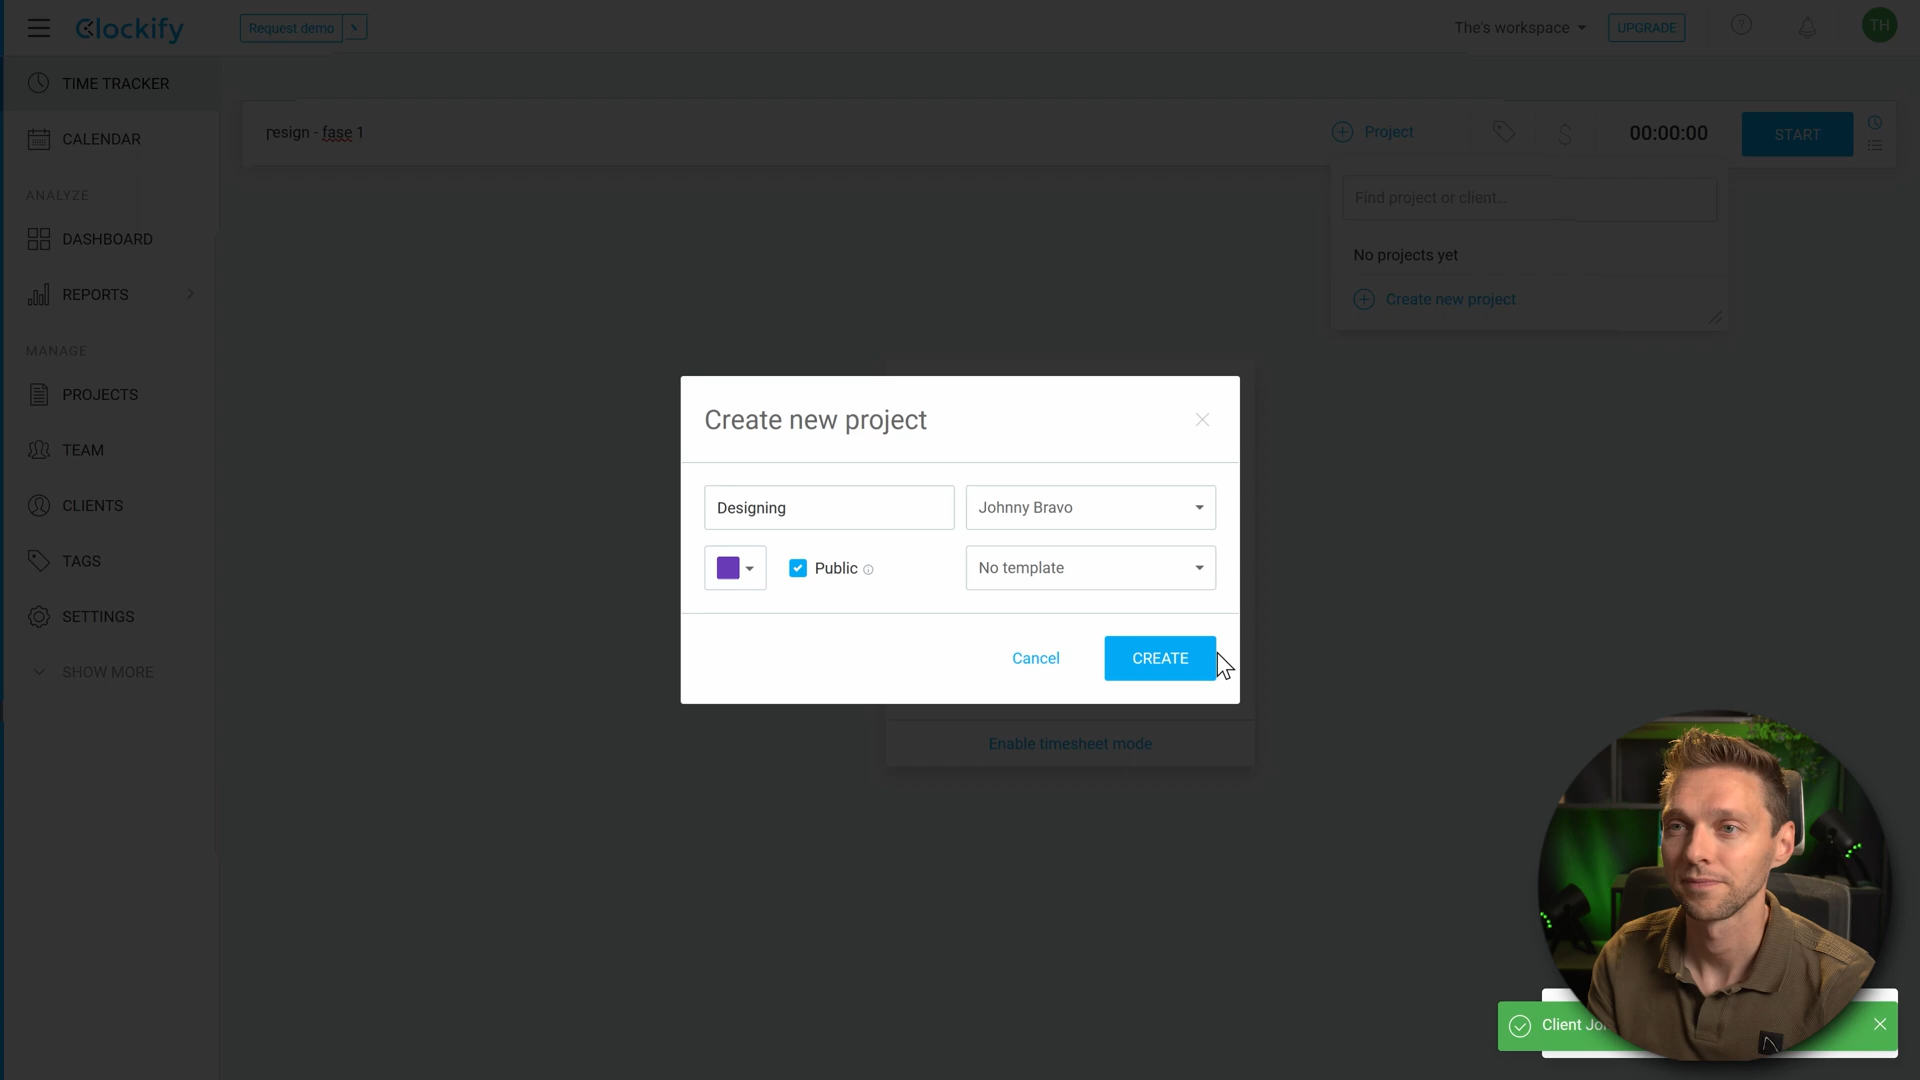 Clockify
Request demo
The's workspace
UPGRADE
TH
TIME TRACKER
CALENDAR
ANALYZE
DASHBOARD
REPORTS
MANAGE
PROJECTS
TEAM
CLIENTS
TAGS
SETTINGS
SHOW MORE
resign - fase 1
Project
$
00:00:00
START
Find project or client...
No projects yet
Create new project
Create new project
Designing
Johnny Bravo
Public
No template
Cancel
CREATE
Enable timesheet mode
Client